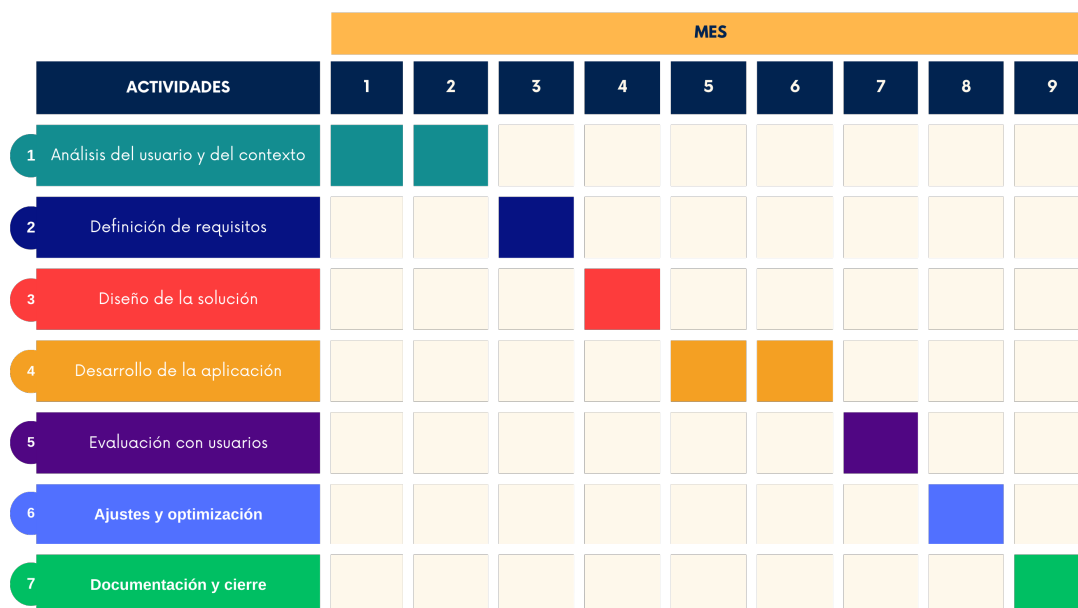 MES
ACTIVIDADES 1 2 3 4 5 6 7 8 9
1 Análisis del usuario y del contexto
2 Definición de requisitos
3 Diseño de la solución
4 Desarrollo de la aplicación
5 Evaluación con usuarios
6 Ajustes y optimización
7 Documentación y cierre